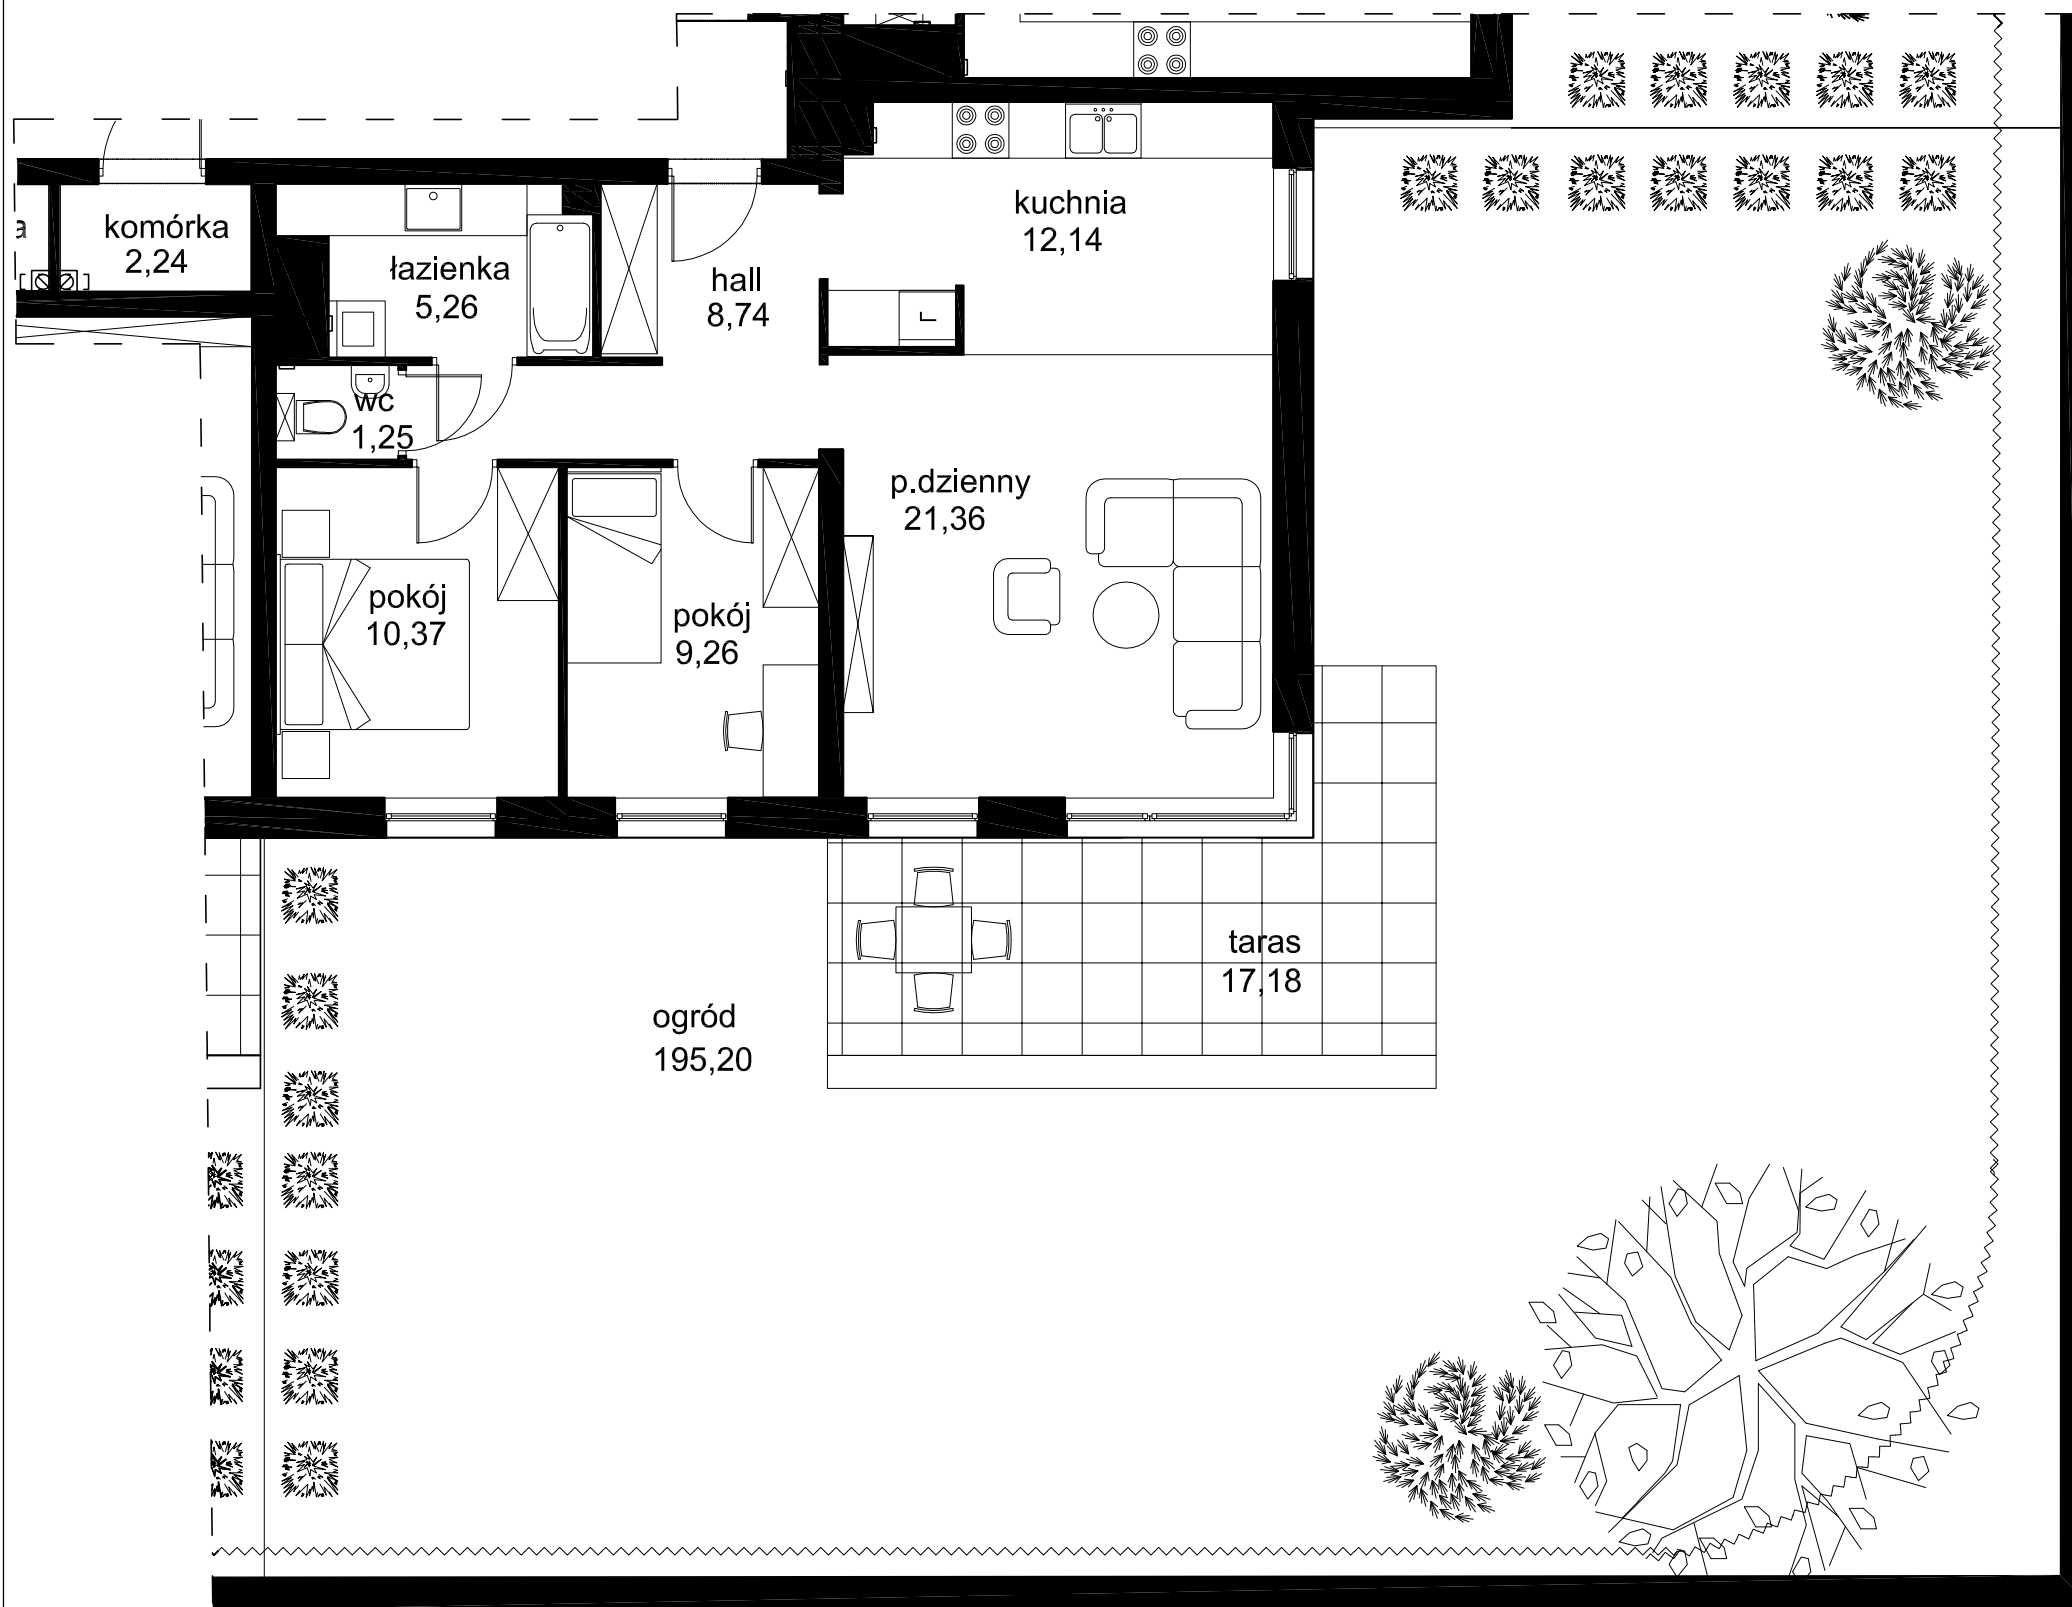 komórka
2,24
a
łazienka
5,26
hall
8,74
kuchnia
12,14
L
wc
1,25
p.dzienny
21,36
pokój
10,37
pokój
9,26
taras
17,18
ogród
195,20